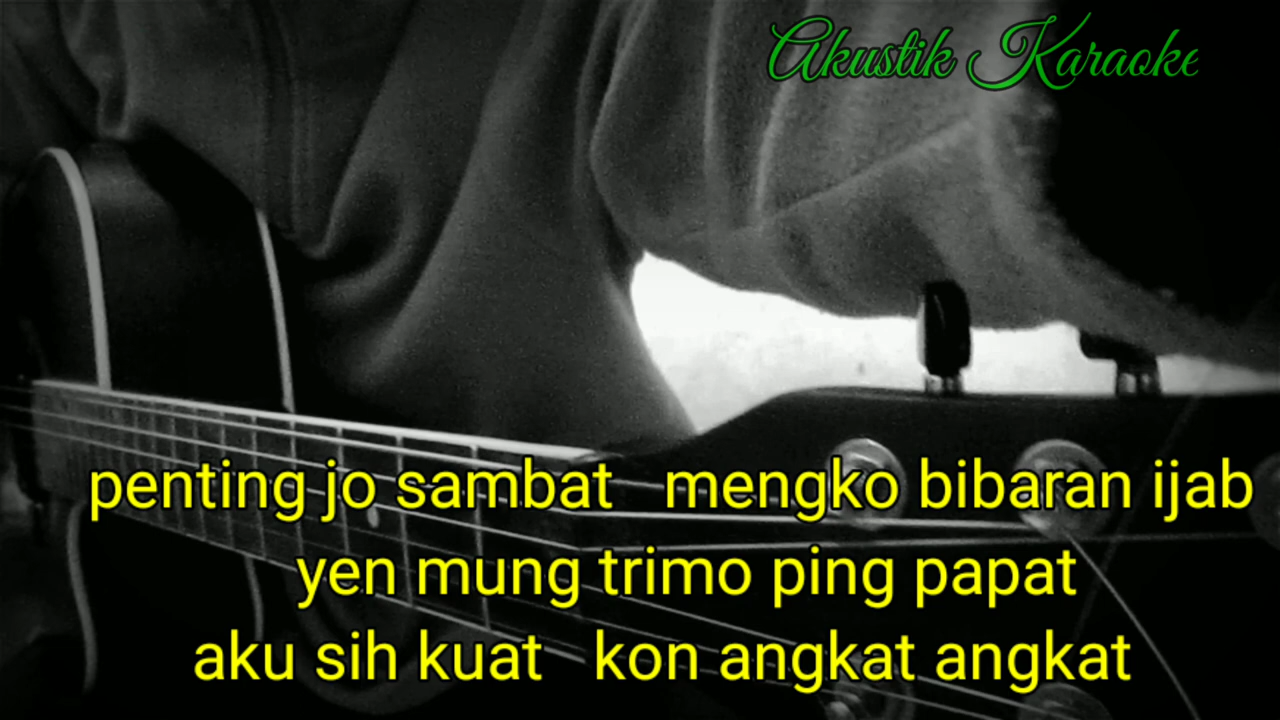 Akustik Karaoke
penting jo sambat   mengko bibaran ijab
yen mung trimo ping papat
aku sih kuat   kon angkat angkat